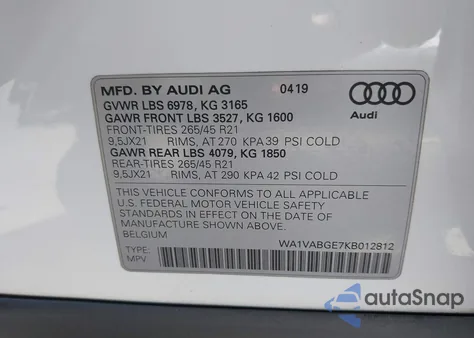 MFD. BY AUDI AG 0419
GVWR LBS 6978, KG 3165
GAWR FRONT LBS 3527, KG 1600
FRONT-TIRES 265/45 R21
9,5JX21 RIMS, AT 270 KPA 39 PSI COLD
GAWR REAR LBS 4079, KG 1850
REAR-TIRES 265/45 R21
9,5JX21 RIMS, AT 290 KPA 42 PSI COLD
Audi
THIS VEHICLE CONFORMS TO ALL APPLICABLE
U.S. FEDERAL MOTOR VEHICLE SAFETY
STANDARDS IN EFFECT ON THE DATE OF
MANUFACTURE SHOWN ABOVE.
BELGIUM
TYPE: WA1VABGE7KB012812
MPV
autoSnap